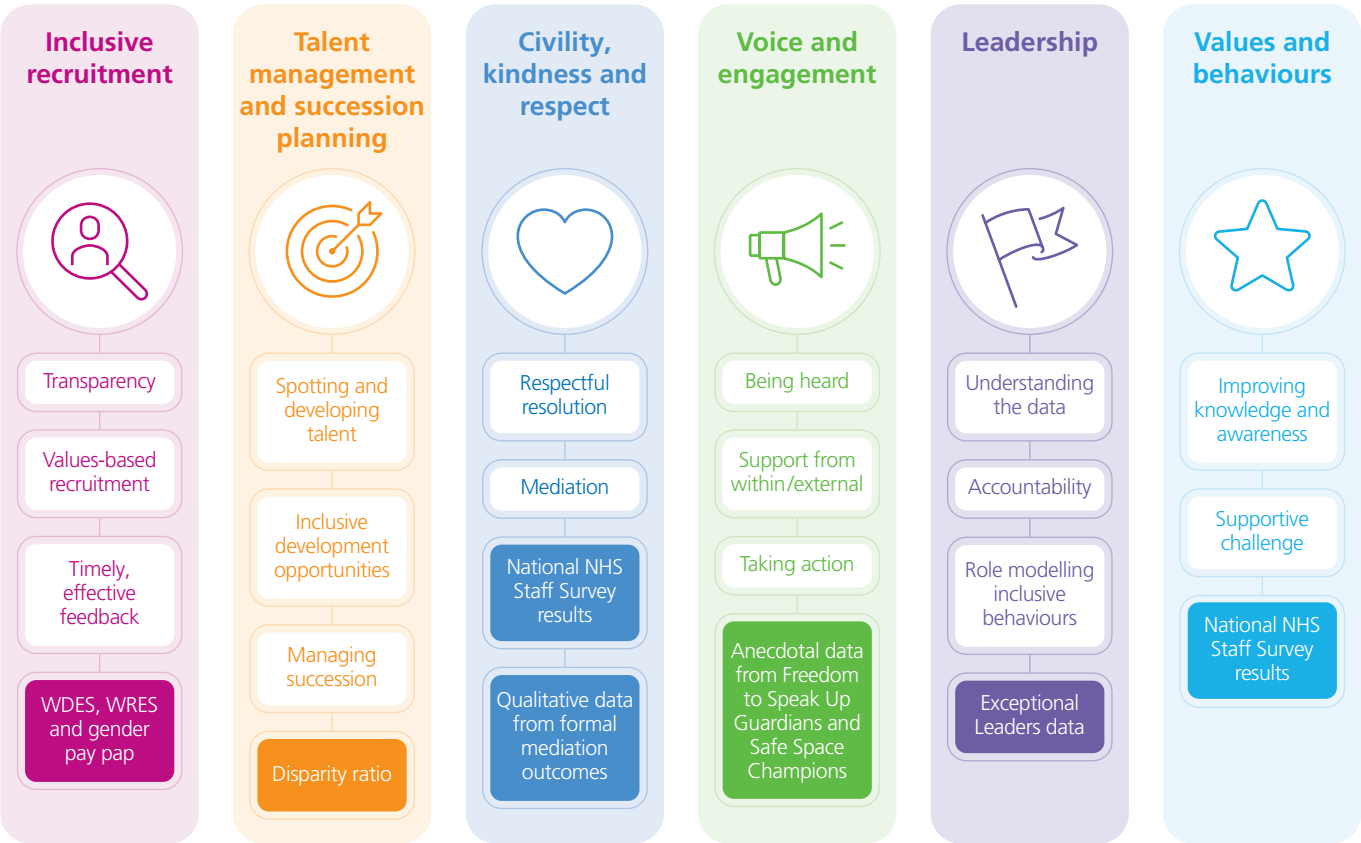 Inclusive
recruitment
Transparency
Values-based
recruitment
Timely,
effective
feedback
WDES, WRES
and gender
pay pap
Talent
management
and succession
planning
Spotting and
developing
talent
Inclusive
development
opportunities
Managing
succession
Disparity ratio
Civility,
kindness and
respect
Respectful
resolution
Mediation
National NHS
Staff Survey
results
Qualitative data
from formal
mediation
outcomes
Voice and
engagement
Being heard
Support from
within/external
Taking action
Anecdotal data
from Freedom
to Speak Up
Guardians and
Safe Space
Champions
Leadership
Understanding
the data
Accountability
Role modelling
inclusive
behaviours
Exceptional
Leaders data
Values and
behaviours
Improving
knowledge and
awareness
Supportive
challenge
National NHS
Staff Survey
results